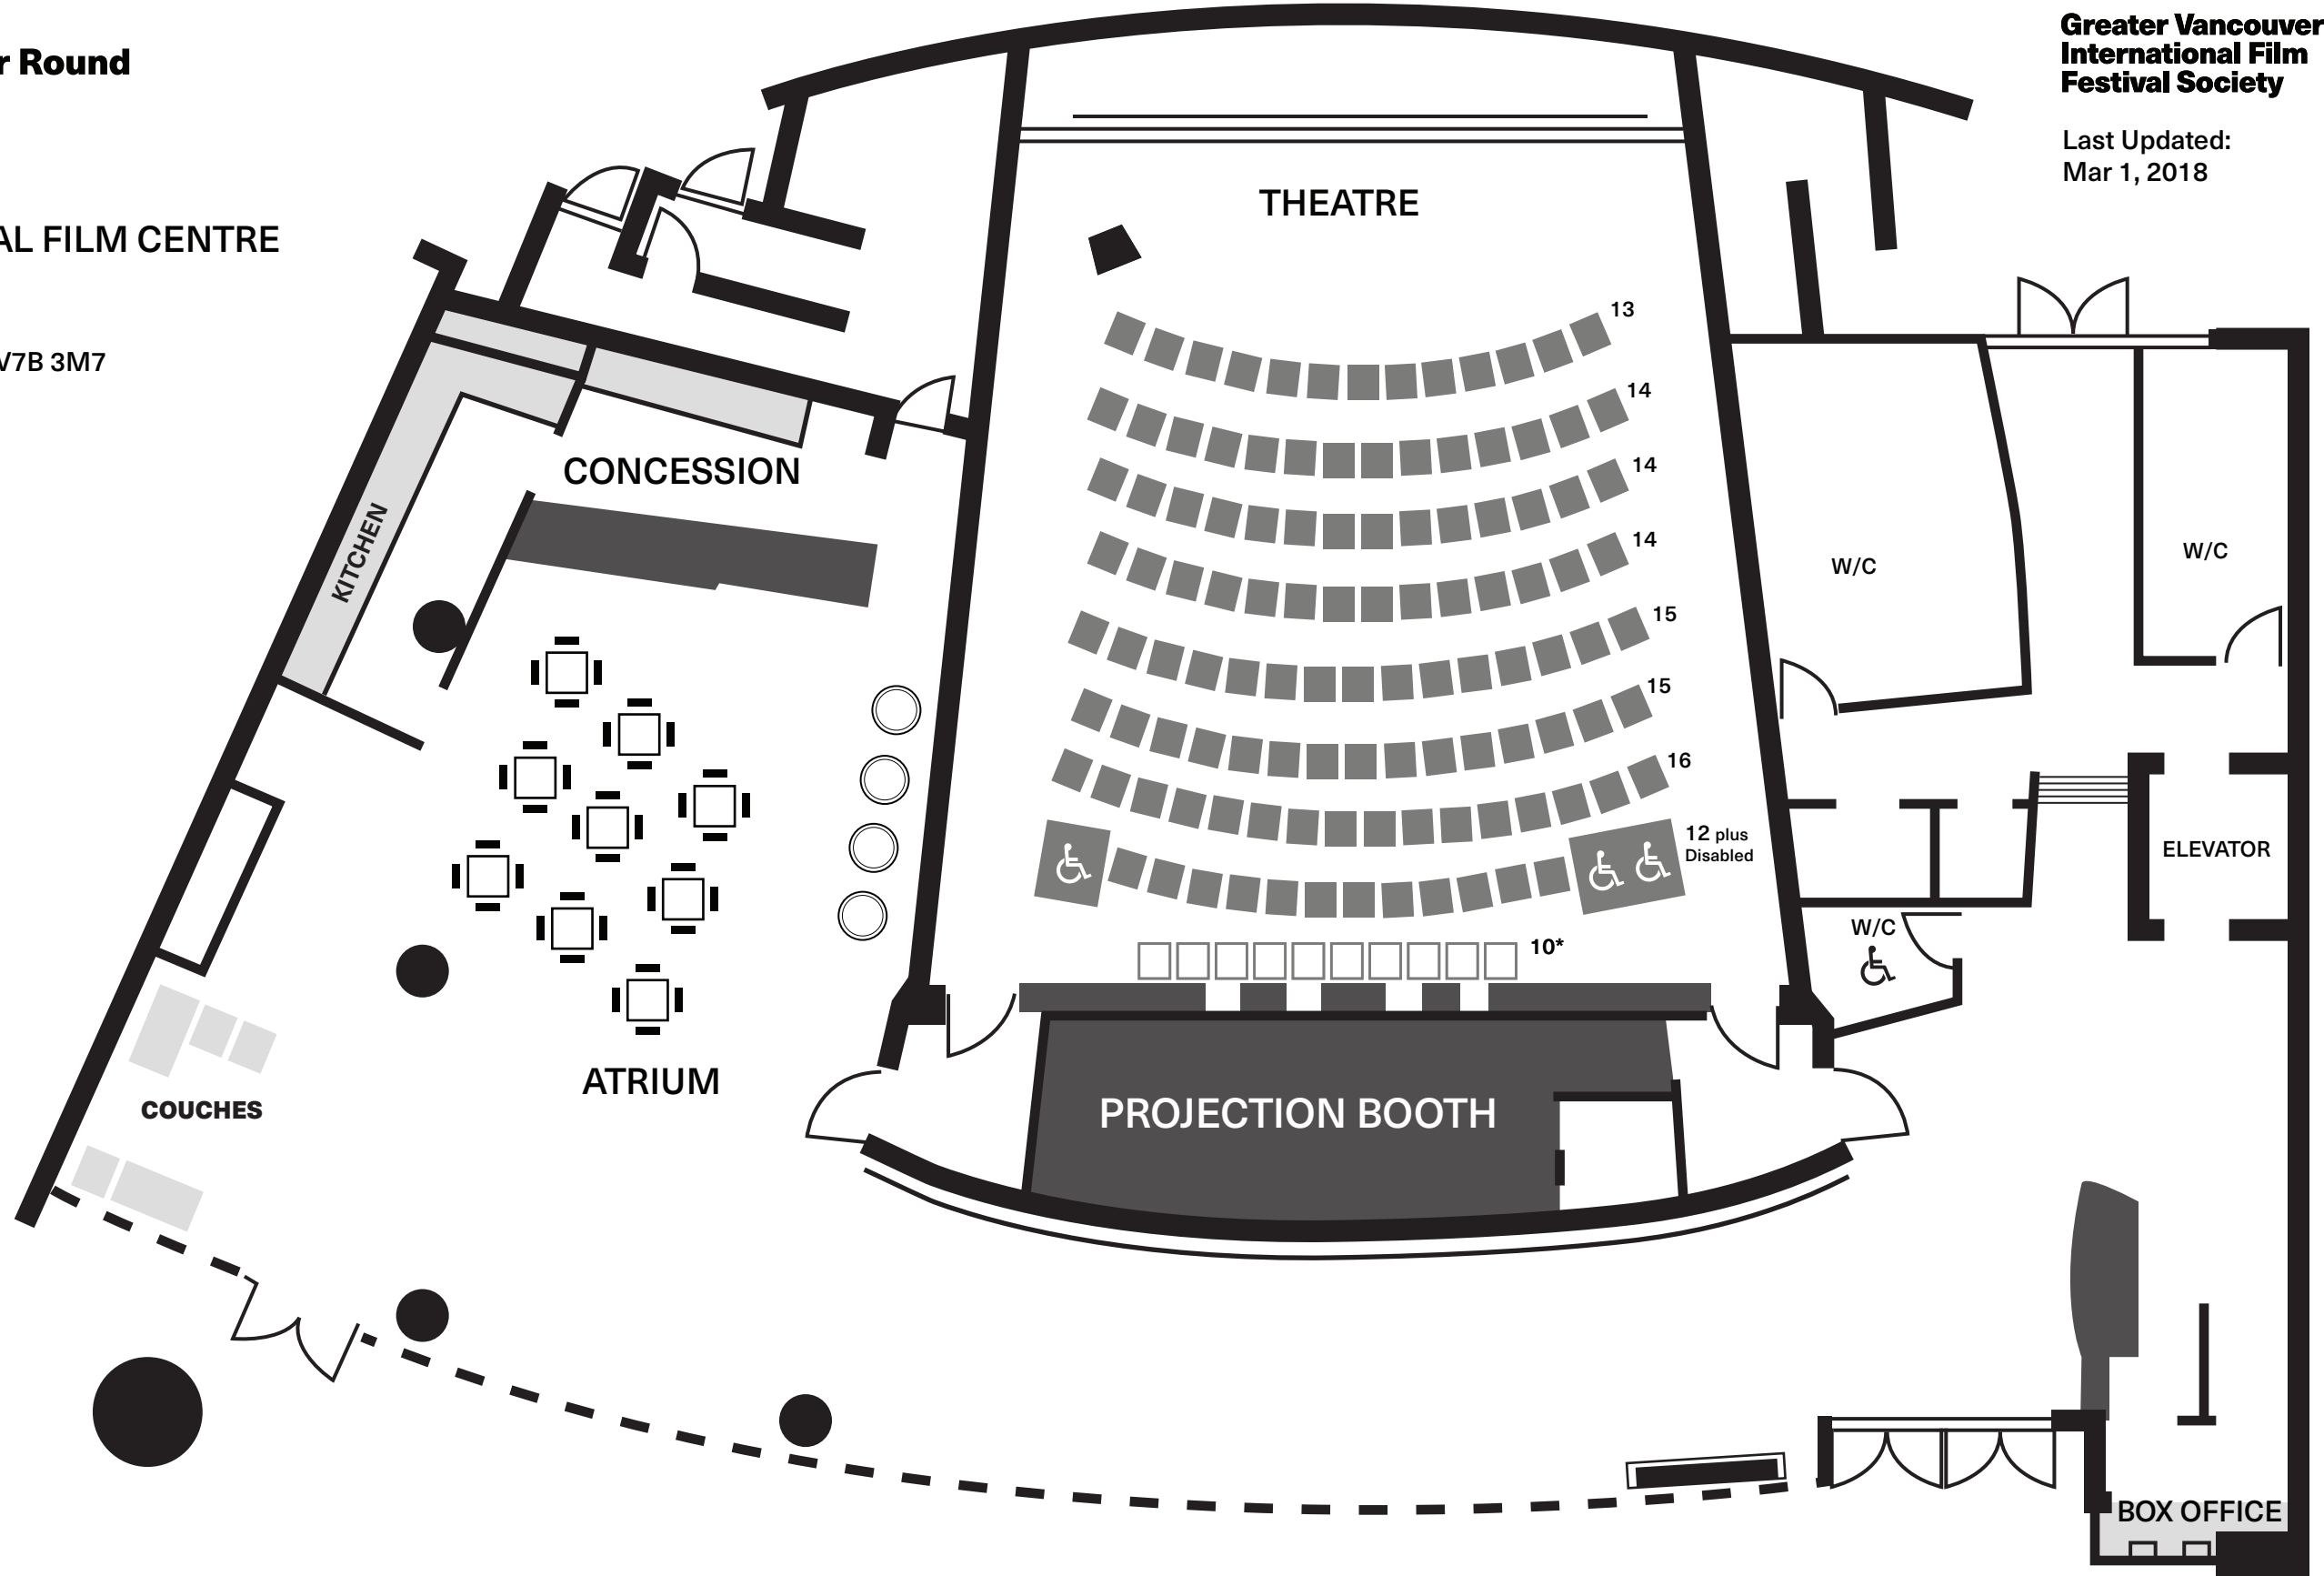 r Round
AL FILM CENTRE
V7B 3M7
Greater Vancouver
International Film
Festival Society
Last Updated:
Mar 1, 2018
THEATRE
13
14
14
14
15
15
16
12 plus
Disabled
10*
CONCESSION
KITCHEN
ATRIUM
COUCHES
PROJECTION BOOTH
W/C
W/C
ELEVATOR
W/C
BOX OFFICE